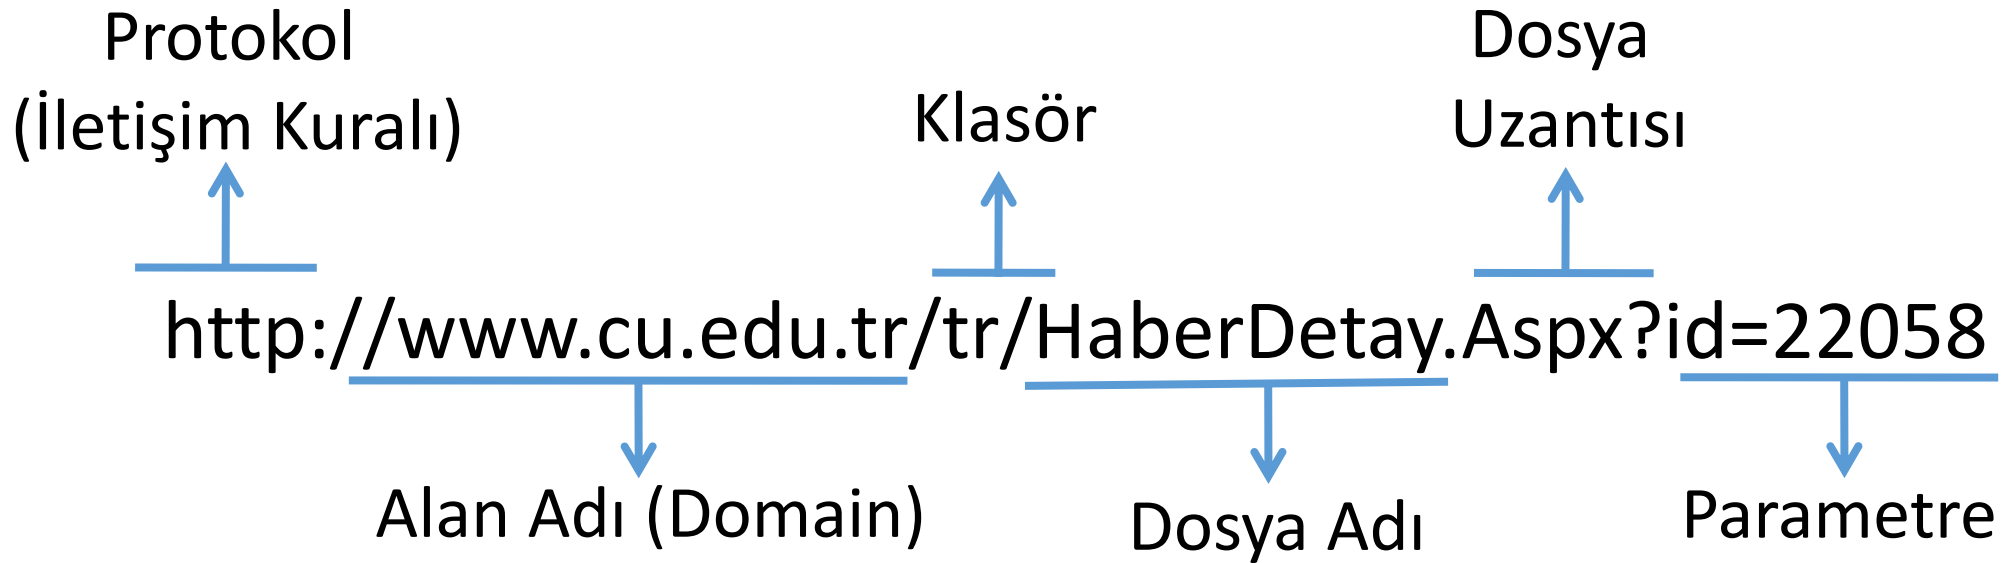 Protokol
(İletişim Kuralı)
Klasör
Dosya
Uzantısı
http://www.cu.edu.tr/tr/HaberDetay.Aspx?id=22058
Alan Adı (Domain)
Dosya Adı
Parametre